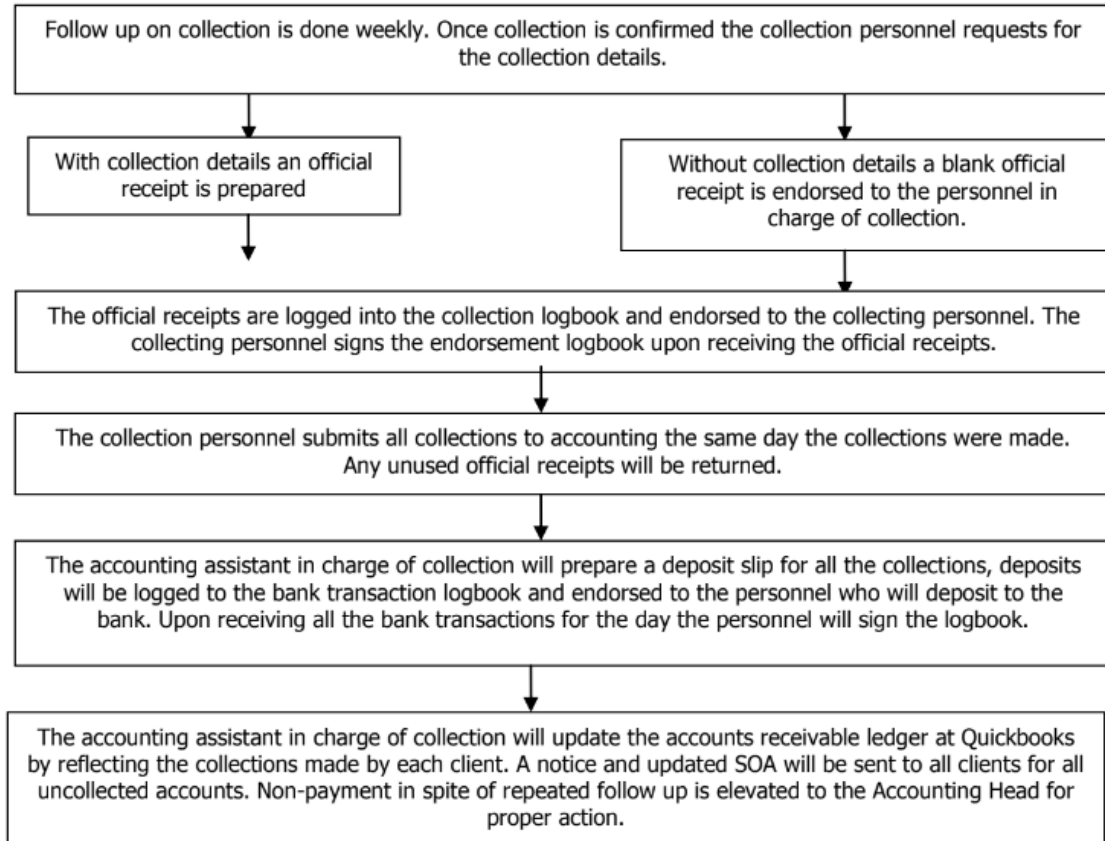 Follow up on collection is done weekly. Once collection is confirmed the collection personnel requests for
the collection details.
With collection details an official
receipt is prepared
Without collection details a blank official
receipt is endorsed to the personnel in
charge of collection.
The official receipts are logged into the collection logbook and endorsed to the collecting personnel. The
collecting personnel signs the endorsement logbook upon receiving the official receipts.
The collection personnel submits all collections to accounting the same day the collections were made.
Any unused official receipts will be returned.
The accounting assistant in charge of collection will prepare a deposit slip for all the collections, deposits
will be logged to the bank transaction logbook and endorsed to the personnel who will deposit to the
bank. Upon receiving all the bank transactions for the day the personnel will sign the logbook.
The accounting assistant in charge of collection will update the accounts receivable ledger at Quickbooks
by reflecting the collections made by each client. A notice and updated SOA will be sent to all clients for all
uncollected accounts. Non-payment in spite of repeated follow up is elevated to the Accounting Head for
proper action.